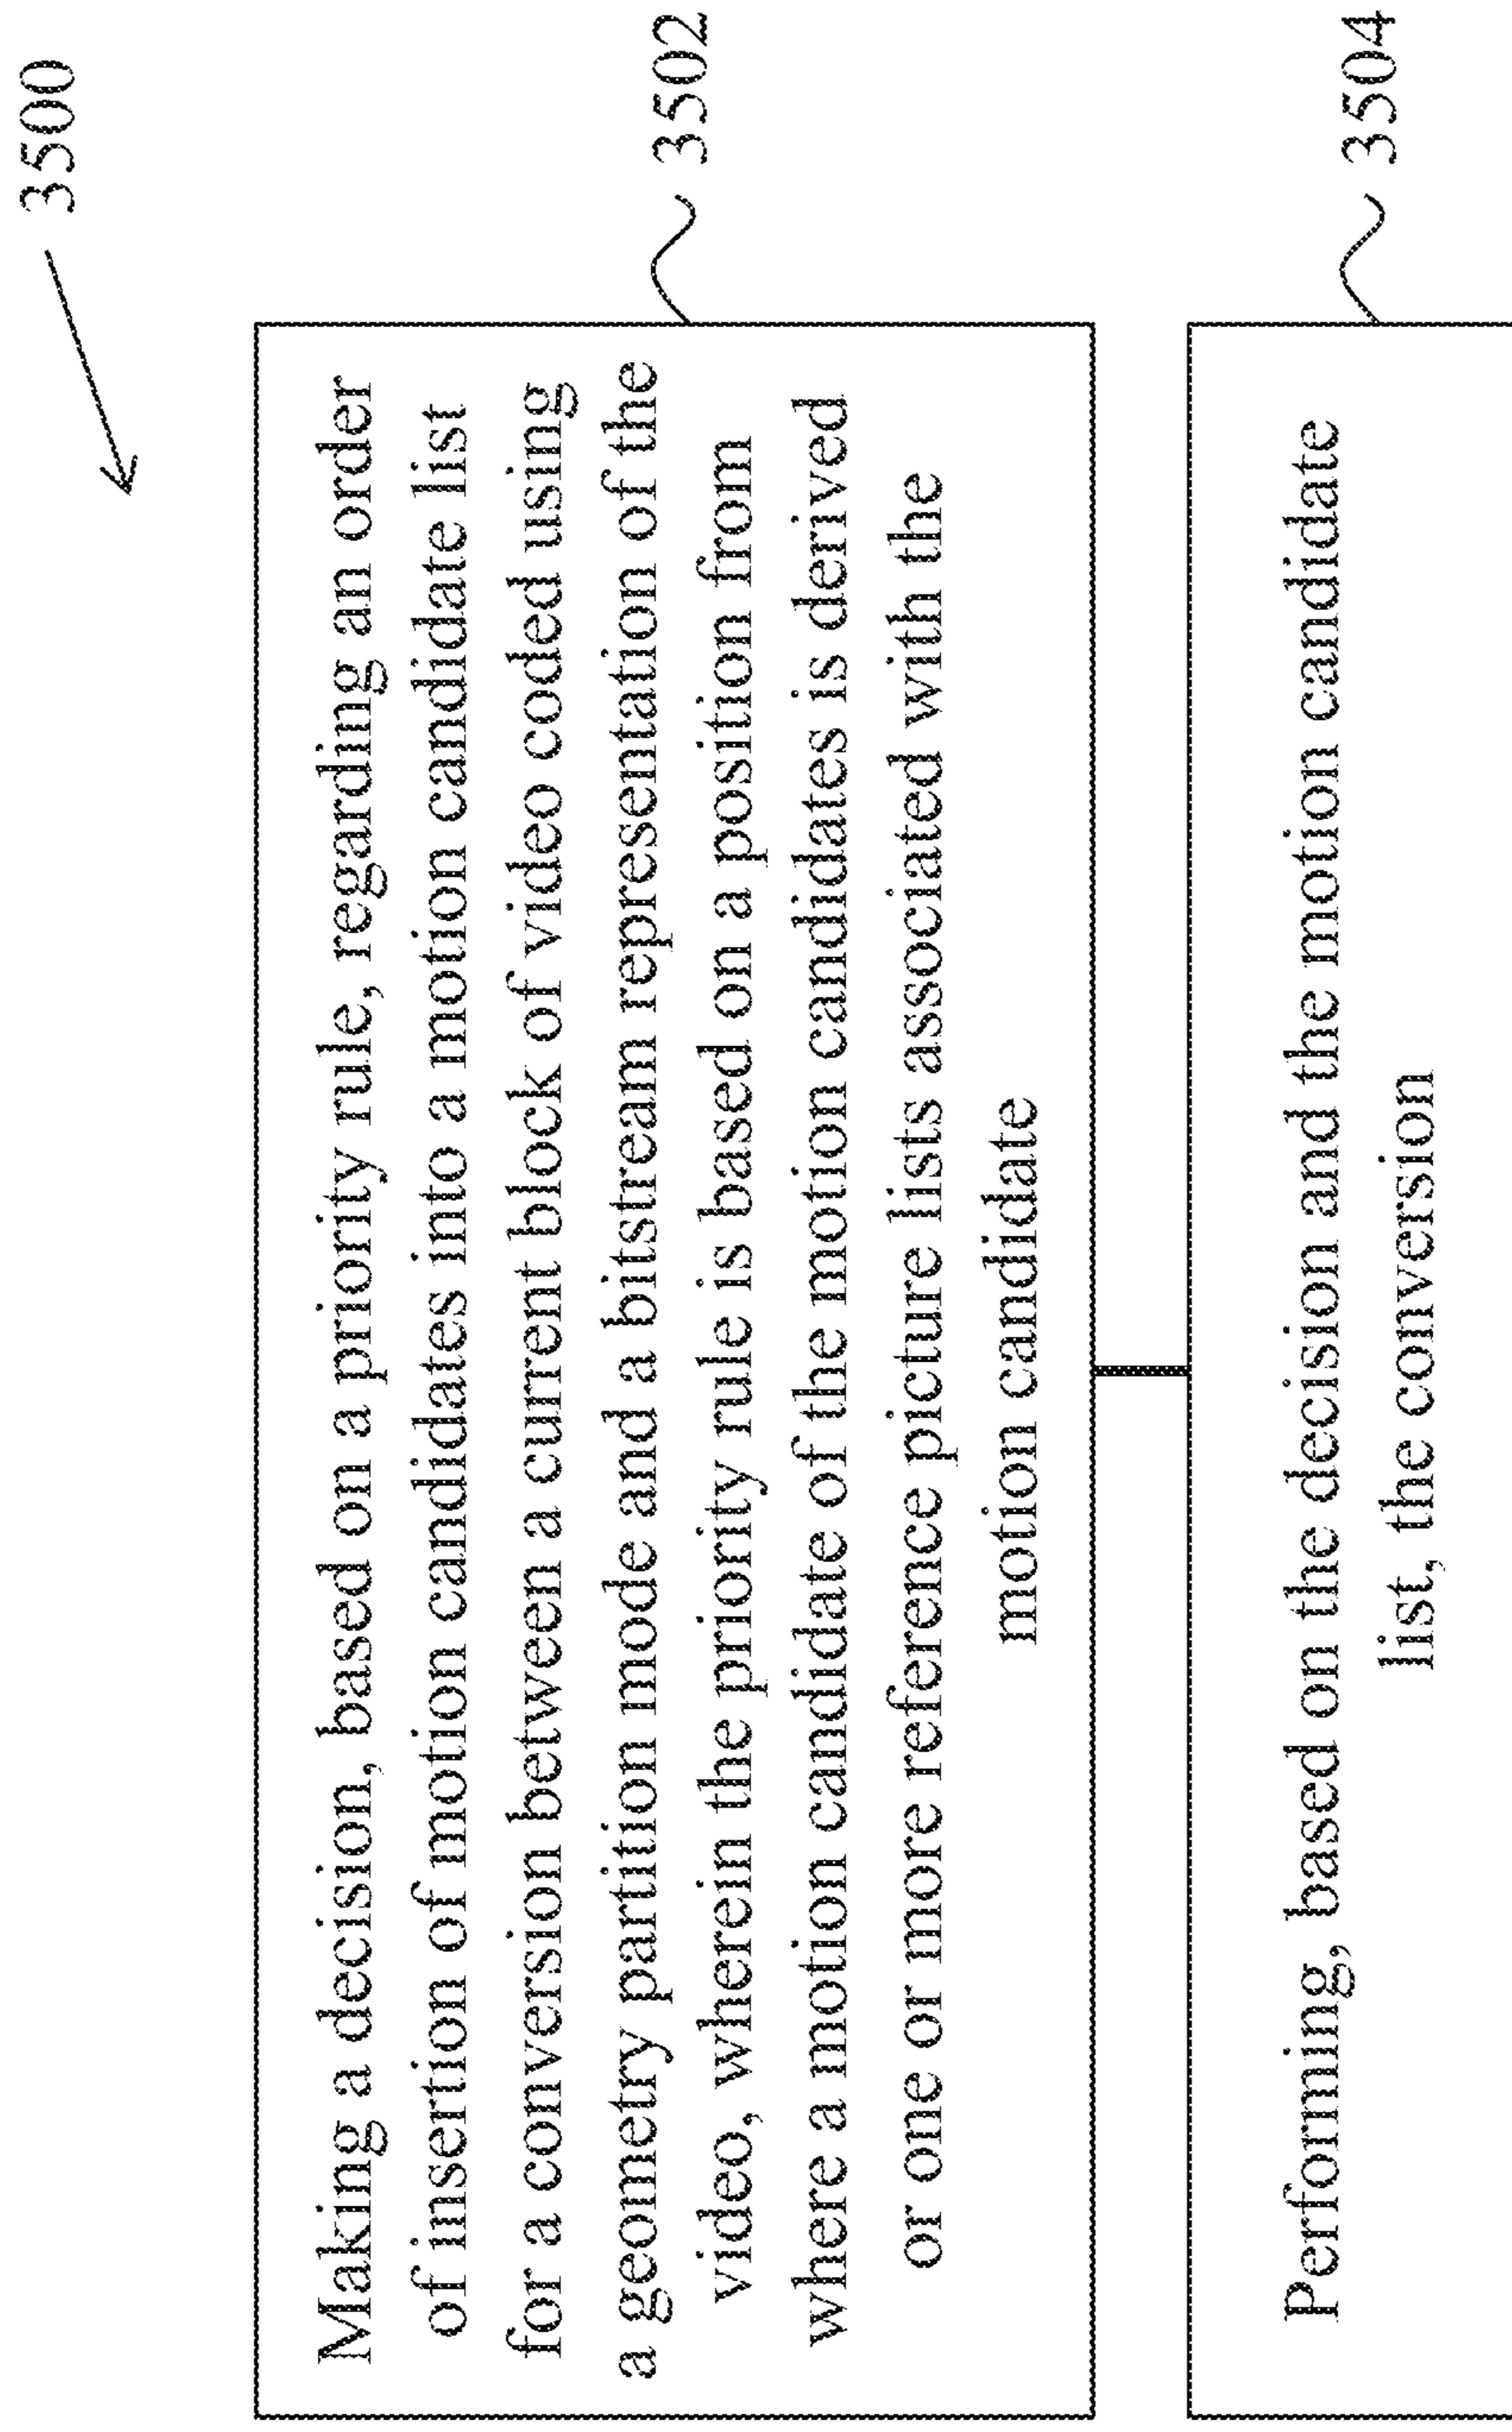 3500
Making a decision, based on a priority rule, regarding an order
of insertion of motion candidates into a motion candidate list
for a conversion between a current block of video coded using
a geometry partition mode and a bitstream representation of the
video, wherein the priority rule is based on a position from
where a motion candidate of the motion candidates is derived
or one or more reference picture lists associated with the
motion candidate
3502
Performing, based on the decision and the motion candidate
list, the conversion
3504